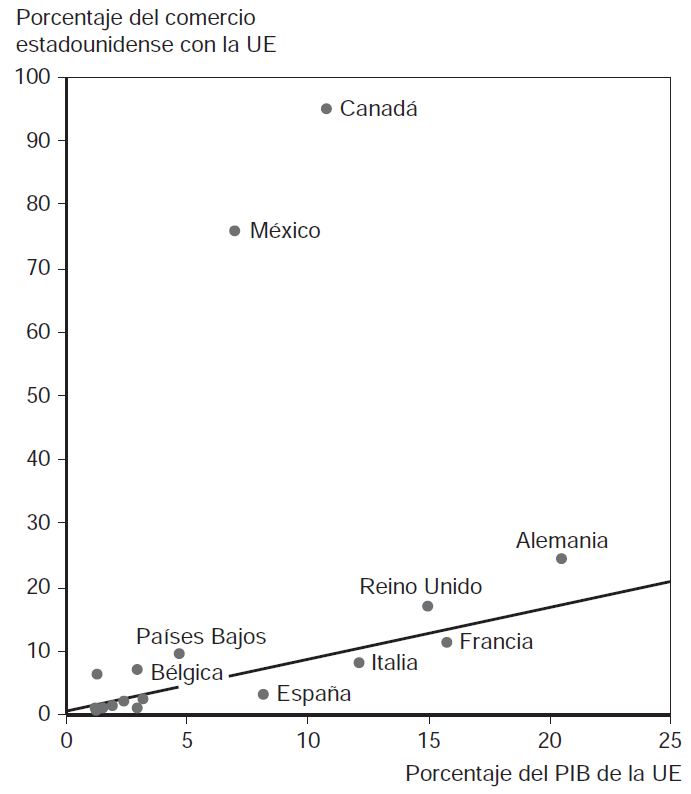 Porcentaje del comercio
estadounidense con la UE
100
90
80
70
60
50
40
30
20
10
0
Canadá
México
Alemania
Reino Unido
Francia
Países Bajos
Italia
Bélgica
España
0 5 10 15 20 25
Porcentaje del PIB de la UE